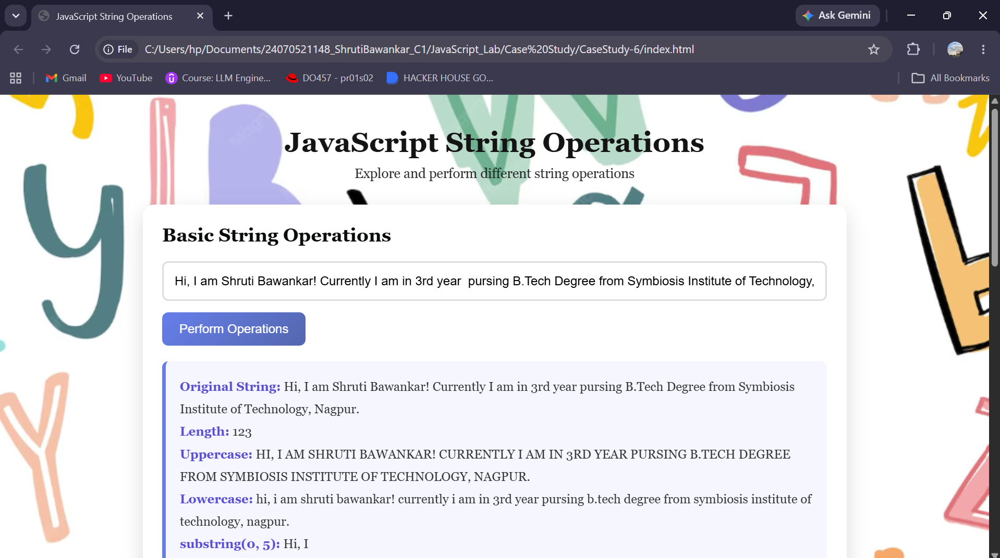 JavaScript String Operations
Ask Gemini
File C:/Users/hp/Documents/24070521148_ShrutiBawankar_C1/JavaScript_Lab/Case%20Study/CaseStudy-6/index.html
Gmail YouTube Course: LLM Engine... DO457 - pr01s02 HACKER HOUSE GO... All Bookmarks
JavaScript String Operations
Explore and perform different string operations
Basic String Operations
Hi, I am Shruti Bawankar! Currently I am in 3rd year  pursing B.Tech Degree from Symbiosis Institute of Technology,
Perform Operations
Original String: Hi, I am Shruti Bawankar! Currently I am in 3rd year pursing B.Tech Degree from Symbiosis
Institute of Technology, Nagpur.
Length: 123
Uppercase: HI, I AM SHRUTI BAWANKAR! CURRENTLY I AM IN 3RD YEAR PURSING B.TECH DEGREE
FROM SYMBIOSIS INSTITUTE OF TECHNOLOGY, NAGPUR.
Lowercase: hi, i am shruti bawankar! currently i am in 3rd year pursing b.tech degree from symbiosis institute of
technology, nagpur.
substring(0, 5): Hi, I